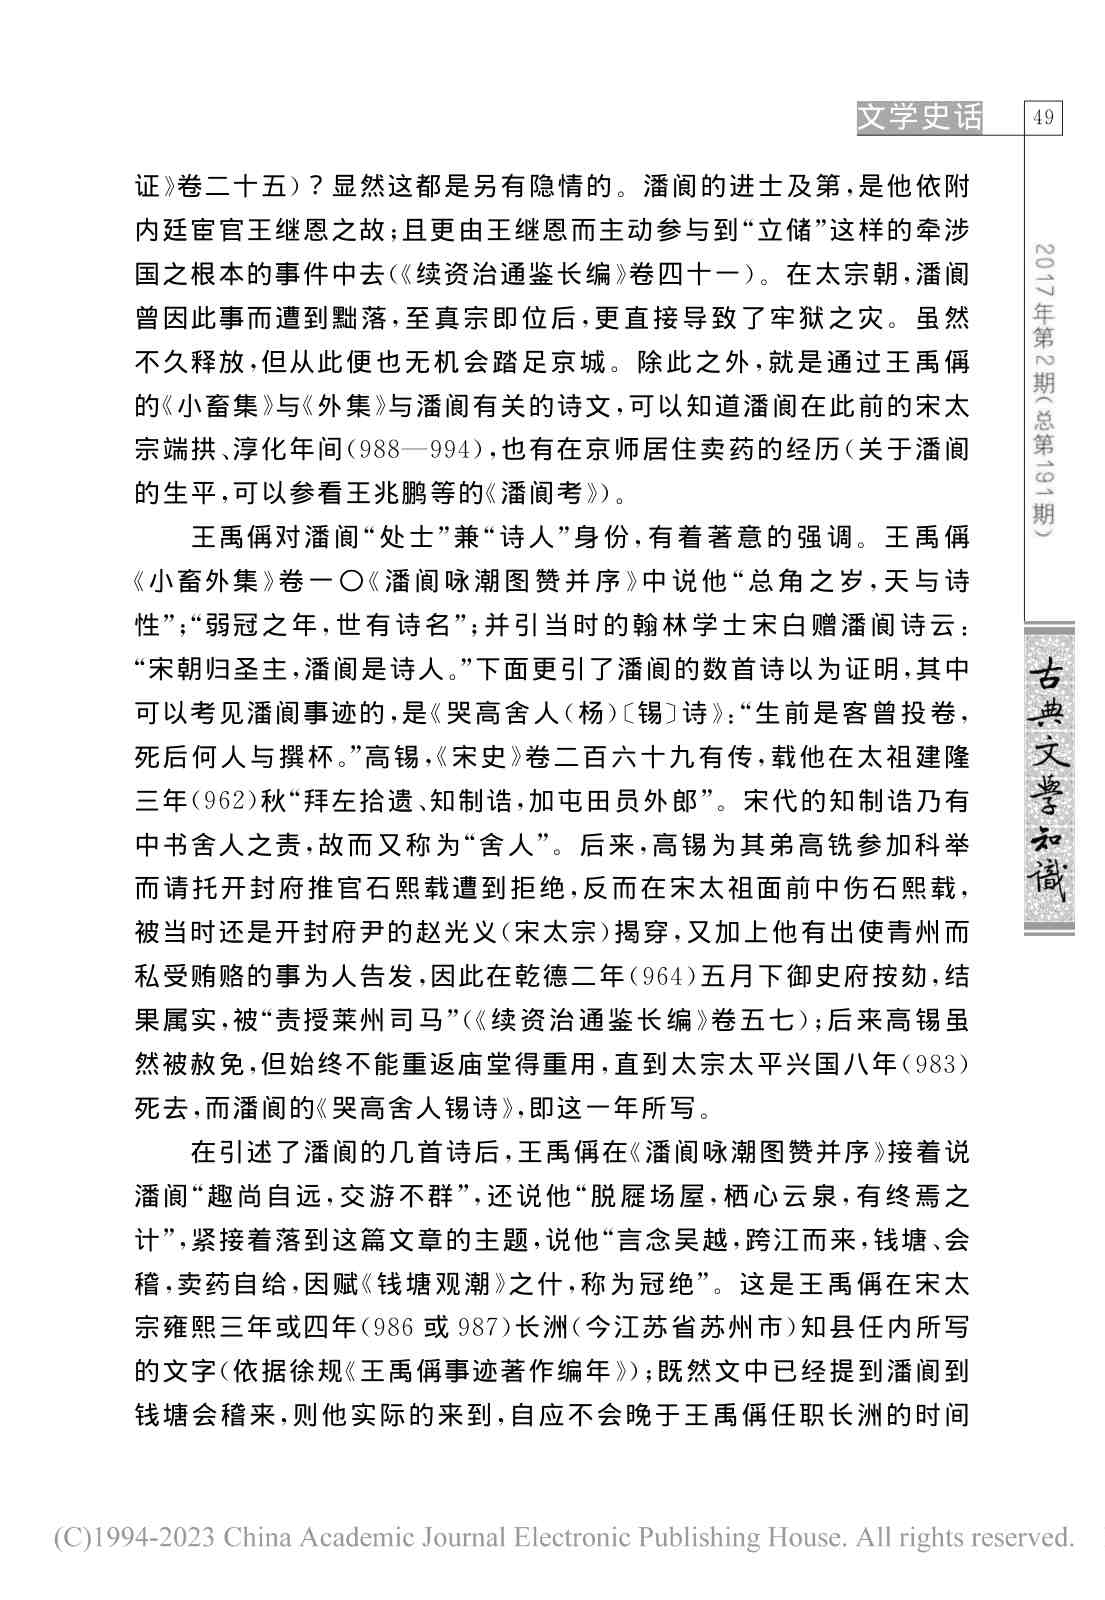 文学史话 49
证》卷二十五)?显然这都是另有隐情的。潘阆的进士及第,是他依附
内廷宦官王继恩之故;且更由王继恩而主动参与到“立储”这样的牵涉
国之根本的事件中去(《续资治通鉴长编》卷四十一)。在太宗朝,潘阆
曾因此事而遭到黜落,至真宗即位后,更直接导致了牢狱之灾。虽然
不久释放,但从此便也无机会踏足京城。除此之外,就是通过王禹偁
的《小畜集》与《外集》与潘阆有关的诗文,可以知道潘阆在此前的宋太
宗端拱、淳化年间(988—994),也有在京师居住卖药的经历(关于潘阆
的生平,可以参看王兆鹏等的《潘阆考》)。
王禹偁对潘阆“处士”兼“诗人”身份,有着著意的强调。王禹偁
《小畜外集》卷一〇《潘阆咏潮图赞并序》中说他“总角之岁,天与诗
性”;“弱冠之年,世有诗名”;并引当时的翰林学士宋白赠潘阆诗云:
“宋朝归圣主,潘阆是诗人。”下面更引了潘阆的数首诗以为证明,其中
可以考见潘阆事迹的,是《哭高舍人(杨)〔锡〕诗》:“生前是客曾投卷,
死后何人与撰杯。”高锡,《宋史》卷二百六十九有传,载他在太祖建隆
三年(962)秋“拜左拾遗、知制诰,加屯田员外郎”。宋代的知制诰乃有
中书舍人之责,故而又称为“舍人”。后来,高锡为其弟高铣参加科举
而请托开封府推官石熙载遭到拒绝,反而在宋太祖面前中伤石熙载,
被当时还是开封府尹的赵光义(宋太宗)揭穿,又加上他有出使青州而
私受贿赂的事为人告发,因此在乾德二年(964)五月下御史府按劾,结
果属实,被“责授莱州司马”(《续资治通鉴长编》卷五七);后来高锡虽
然被赦免,但始终不能重返庙堂得重用,直到太宗太平兴国八年(983)
死去,而潘阆的《哭高舍人锡诗》,即这一年所写。
在引述了潘阆的几首诗后,王禹偁在《潘阆咏潮图赞并序》接着说
潘阆“趣尚自远,交游不群”,还说他“脱屣场屋,栖心云泉,有终焉之
计”,紧接着落到这篇文章的主题,说他“言念吴越,跨江而来,钱塘、会
稽,卖药自给,因赋《钱塘观潮》之什,称为冠绝”。这是王禹偁在宋太
宗雍熙三年或四年(986 或 987)长洲(今江苏省苏州市)知县任内所写
的文字(依据徐规《王禹偁事迹著作编年》);既然文中已经提到潘阆到
钱塘会稽来,则他实际的来到,自应不会晚于王禹偁任职长洲的时间
2017年第2期(总第191期)
古典文学知識
(C)1994-2023 China Academic Journal Electronic Publishing House. All rights reserved.